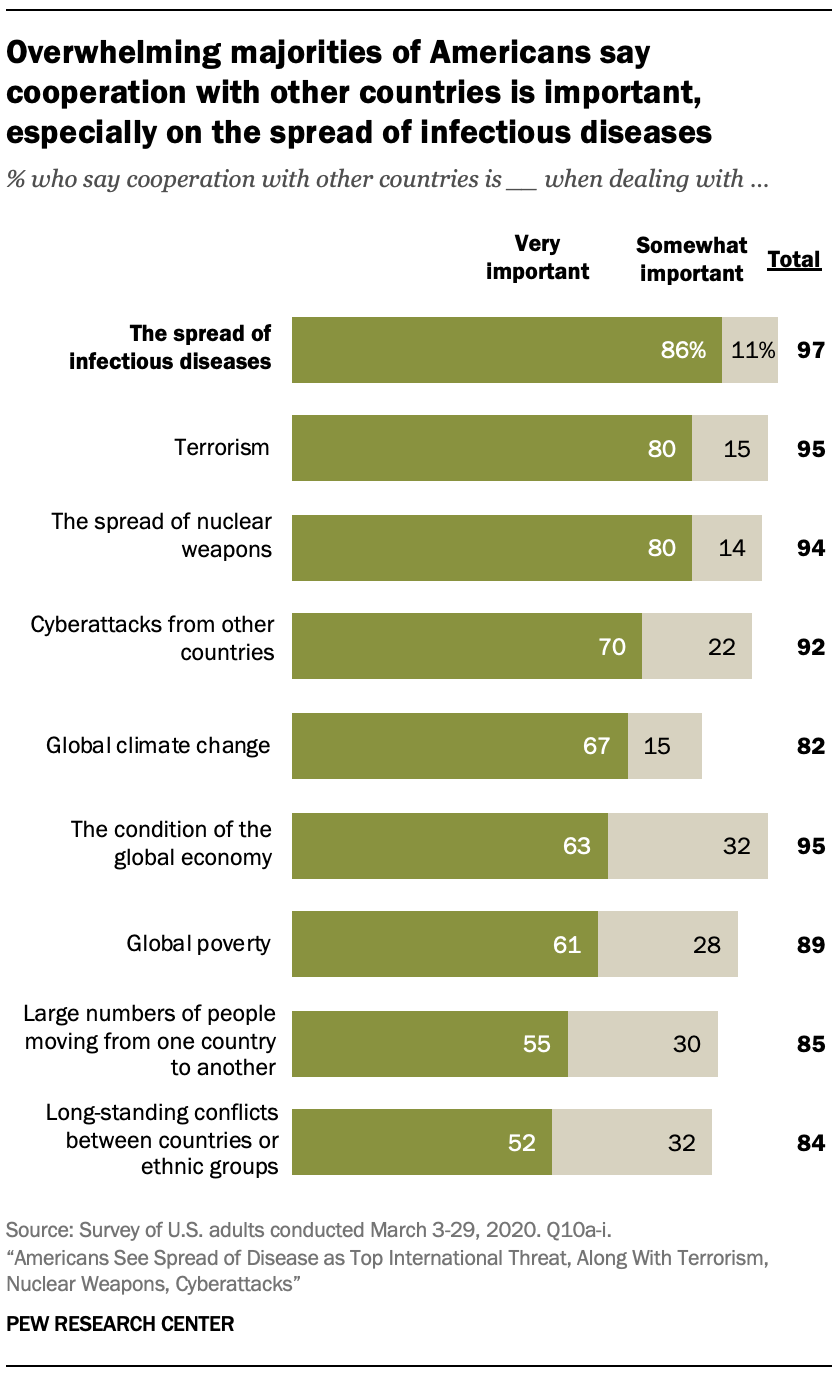 Overwhelming majorities of Americans say
cooperation with other countries is important,
especially on the spread of infectious diseases
% who say cooperation with other countries is __ when dealing with ...
Very
important
Somewhat
important
Total
The spread of
infectious diseases
86%
11%
97
Terrorism
80
15
95
The spread of nuclear
weapons
80
14
94
Cyberattacks from other
countries
70
22
92
Global climate change
67
15
82
The condition of the
global economy
63
32
95
Global poverty
61
28
89
Large numbers of people
moving from one country
to another
55
30
85
Long-standing conflicts
between countries or
ethnic groups
52
32
84
Source: Survey of U.S. adults conducted March 3-29, 2020. Q10a-i.
“Americans See Spread of Disease as Top International Threat, Along With Terrorism,
Nuclear Weapons, Cyberattacks”
PEW RESEARCH CENTER